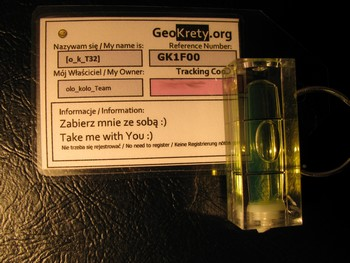 GeoKrety.org
Nazywam się / My name is:
Reference Number:
[o_k_T32]
GK1F00
Mój Właściciel / My Owner:
Tracking
olo_kolo_Team
Informacje / Information:
Zabierz mnie ze sobą :)
Take me with You :)
Nie trzeba się rejestrować / No need to register / Keine Registrierung